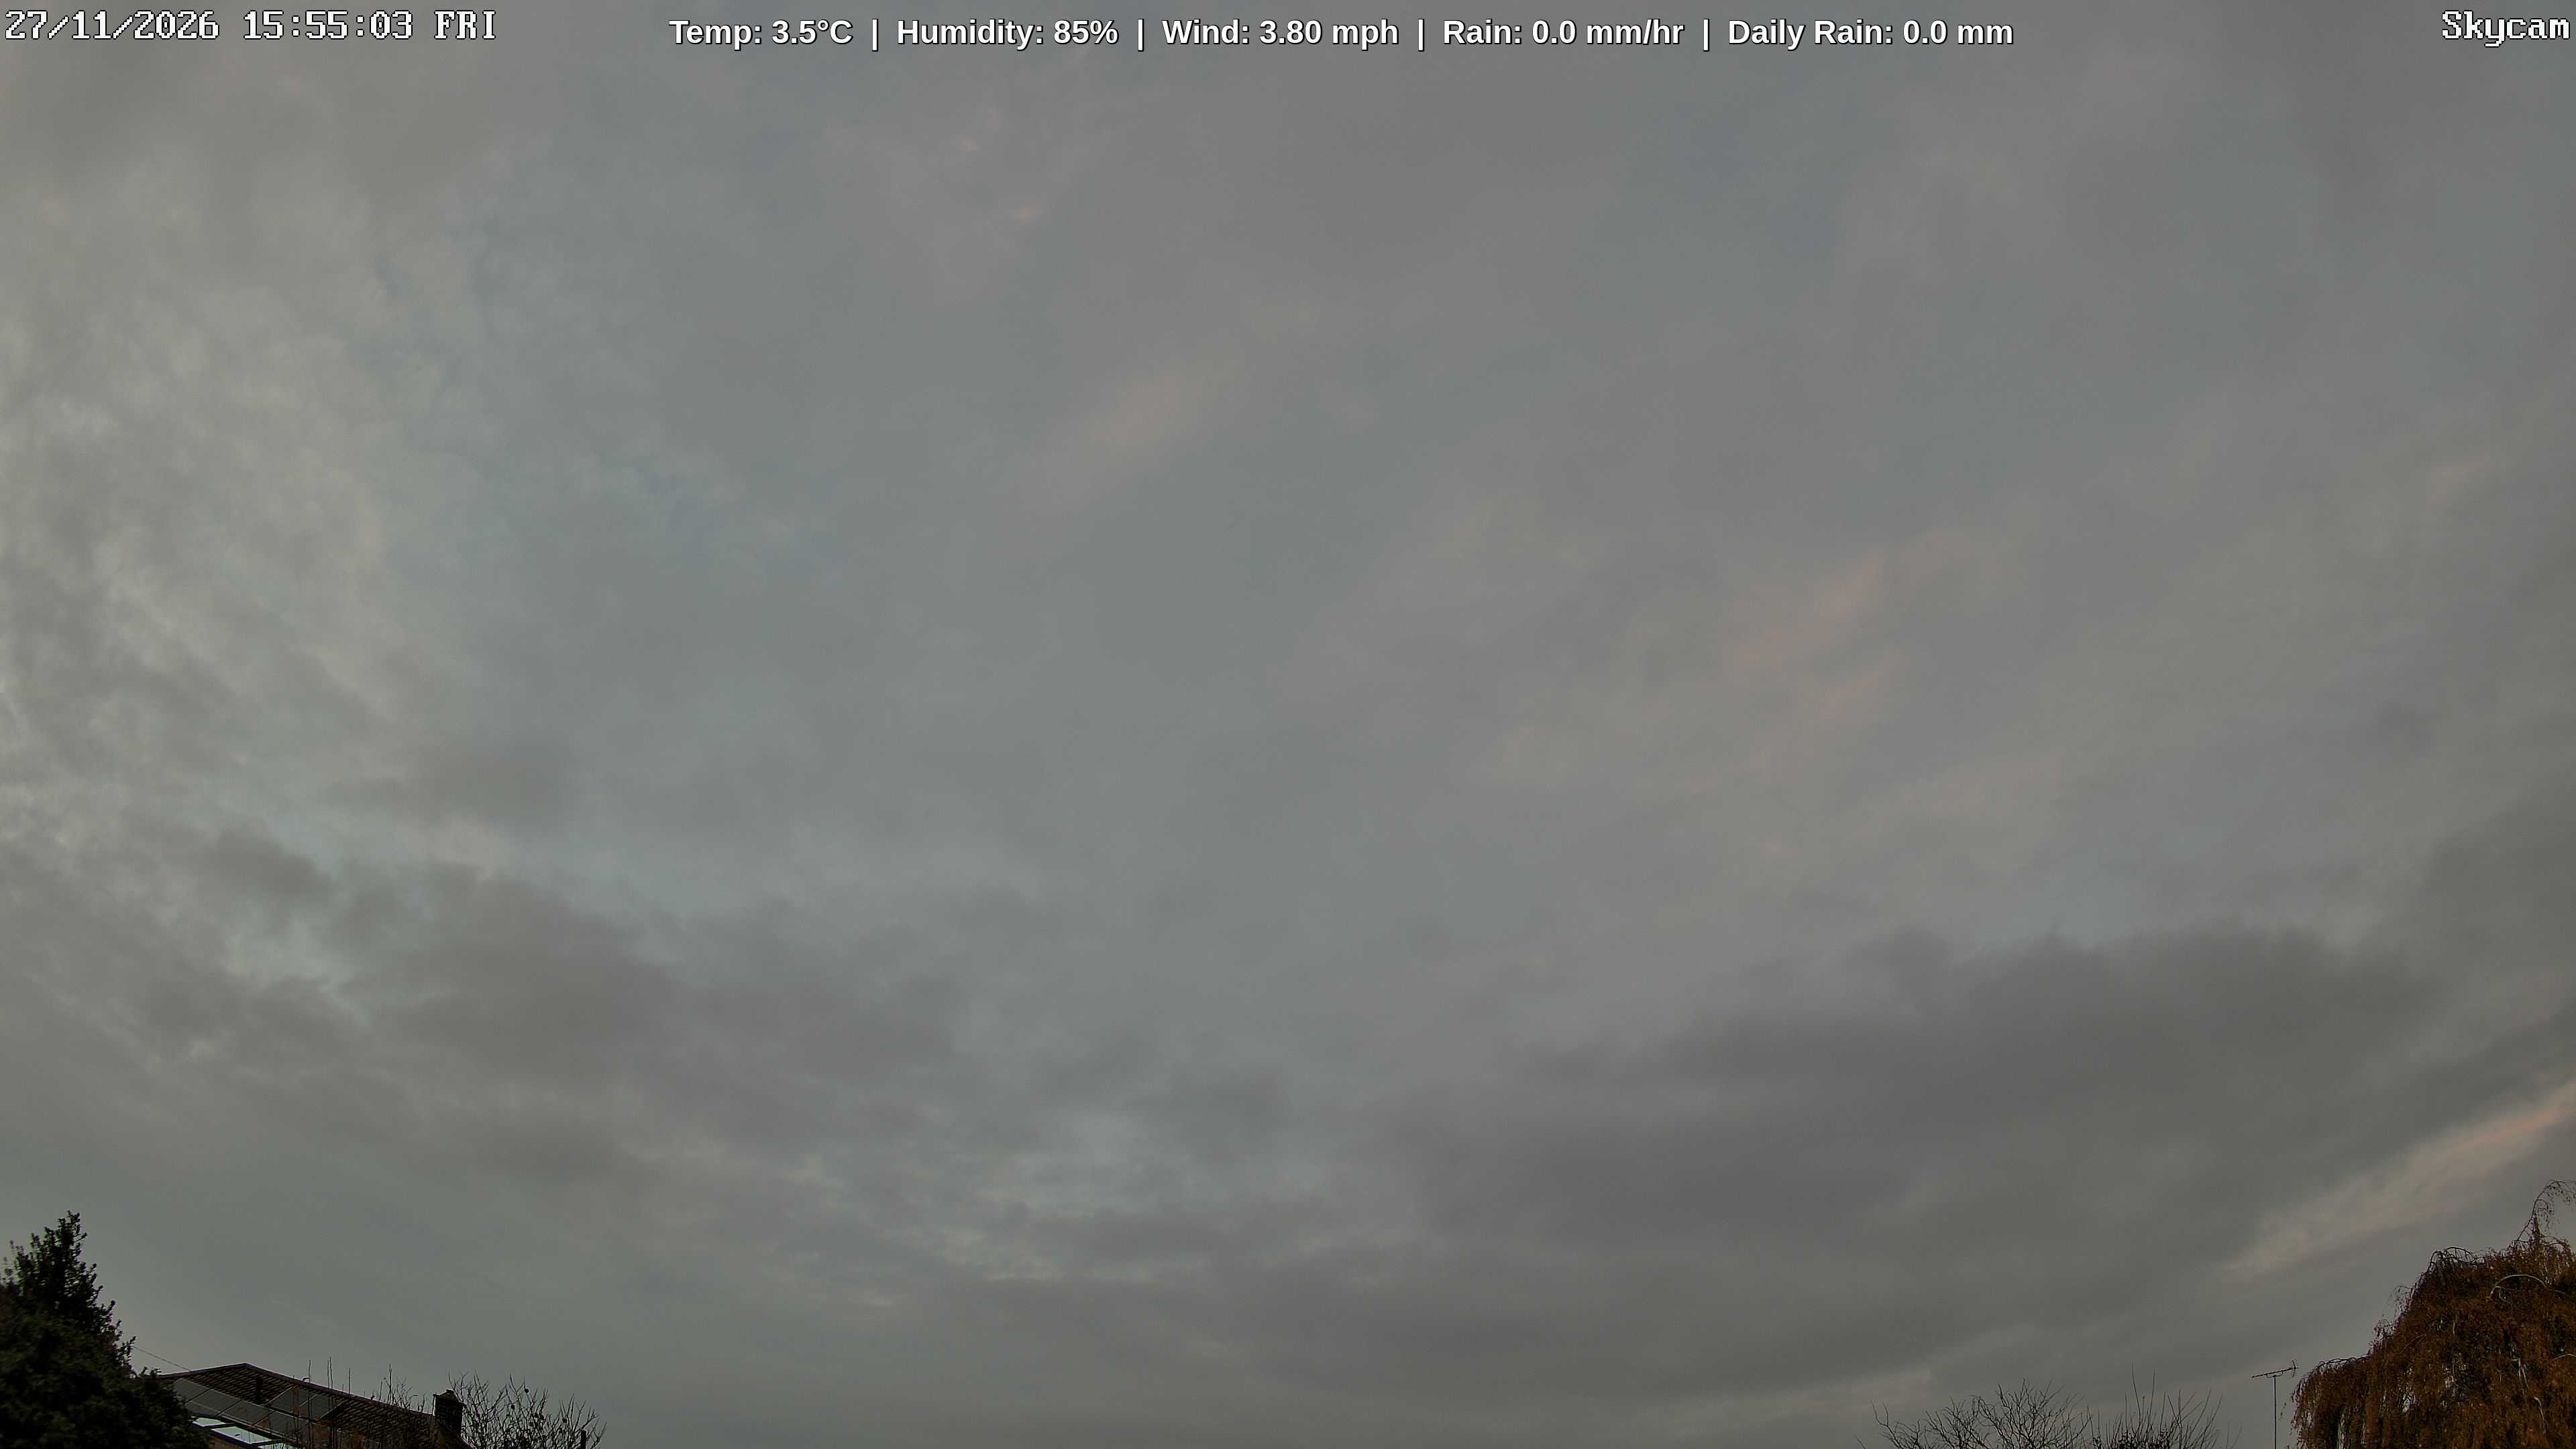 27/11/2026 15:55:03 FRI
Temp: 3.5°C | Humidity: 85% | Wind: 3.80 mph | Rain: 0.0 mm/hr | Daily Rain: 0.0 mm
Skycam